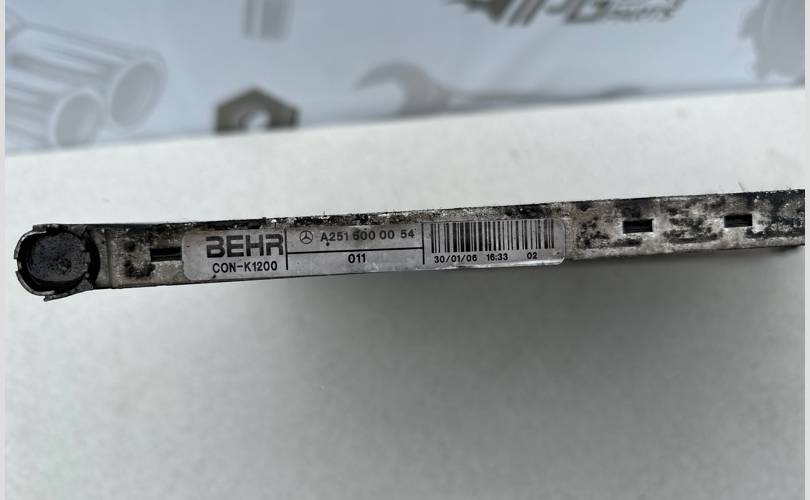 BEHR
CON-K1200
A251 500 00 54
011
30/01/06 16:33 02